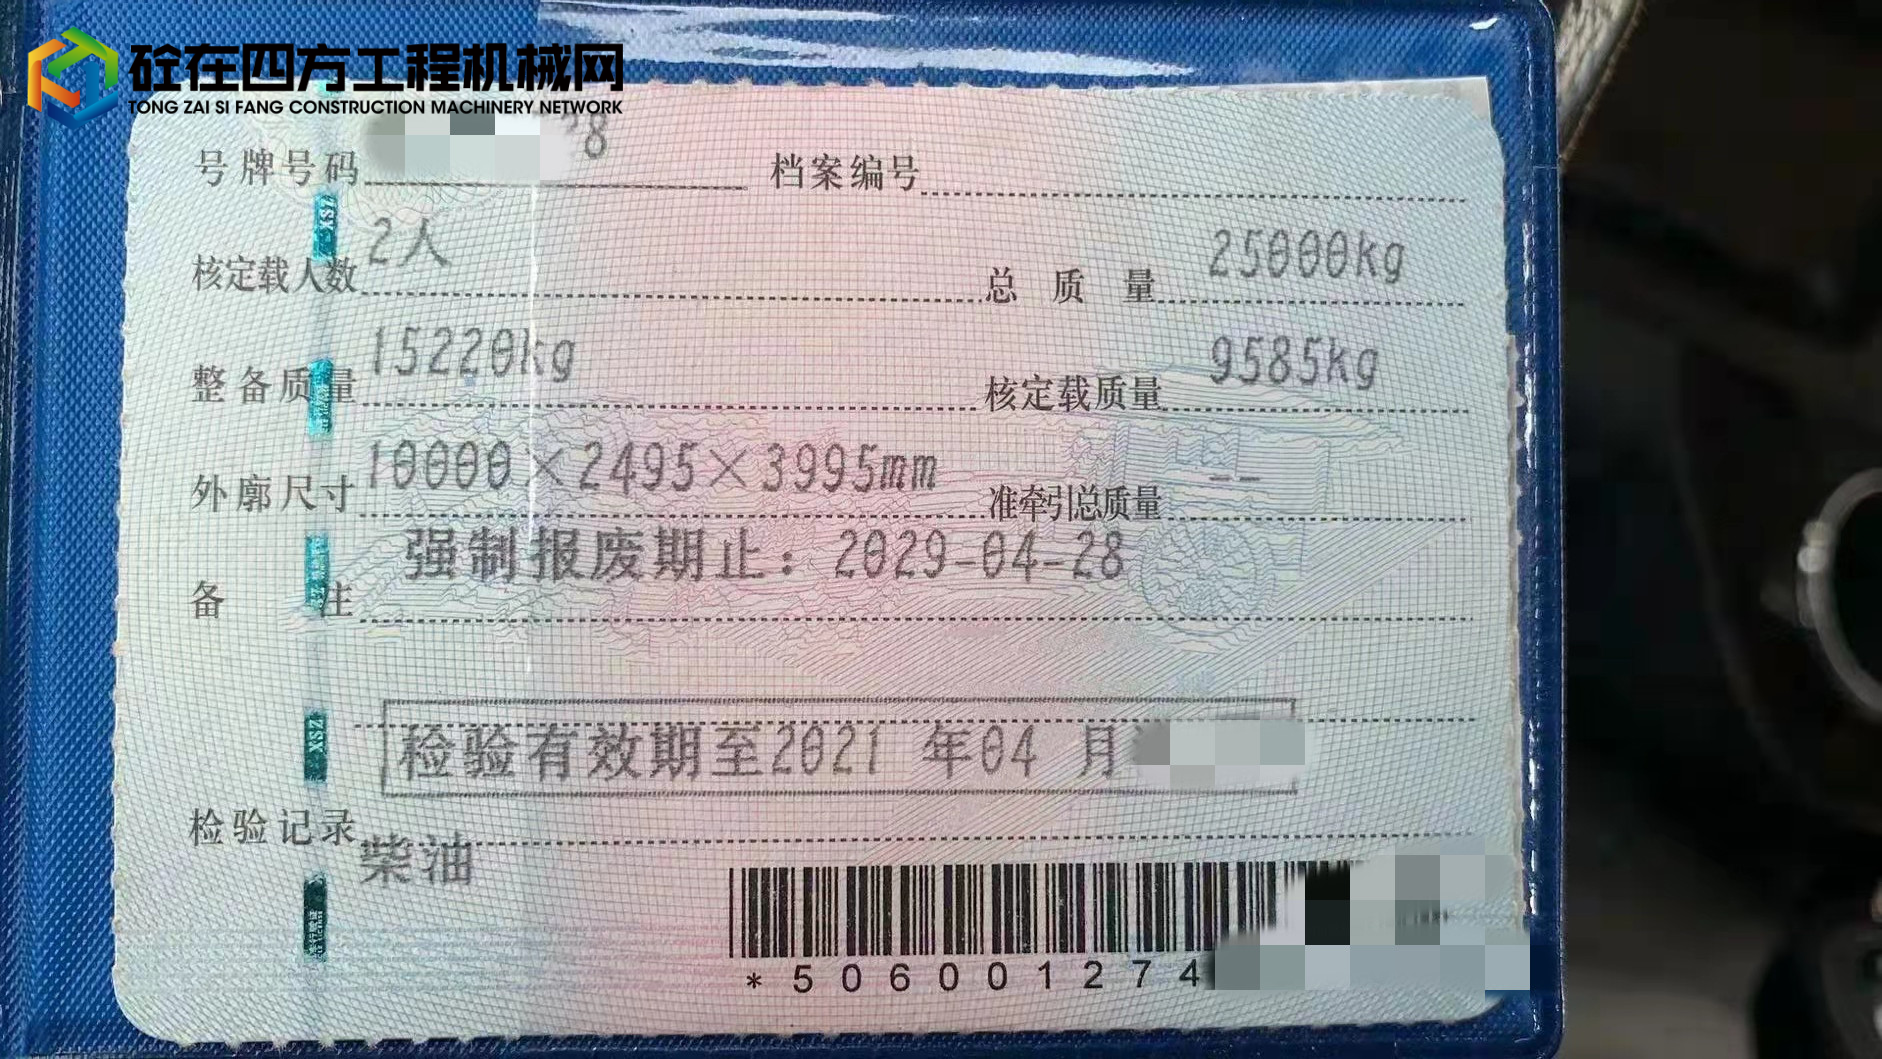 砼在四方工程机械网
TONG ZAI SI FANG CONSTRUCTION MACHINERY NETWORK
号牌号码 8 档案编号
核定载人数 2人 总质量 25000kg
整备质量 15220kg 核定载质量 9585kg
外廓尺寸 10000×2495×3995mm 准牵引总质量 --
备注 强制报废期止：2029-04-28
检验有效期至2021 年04 月
检验记录
柴油
*506001274
XSZ
XSZ